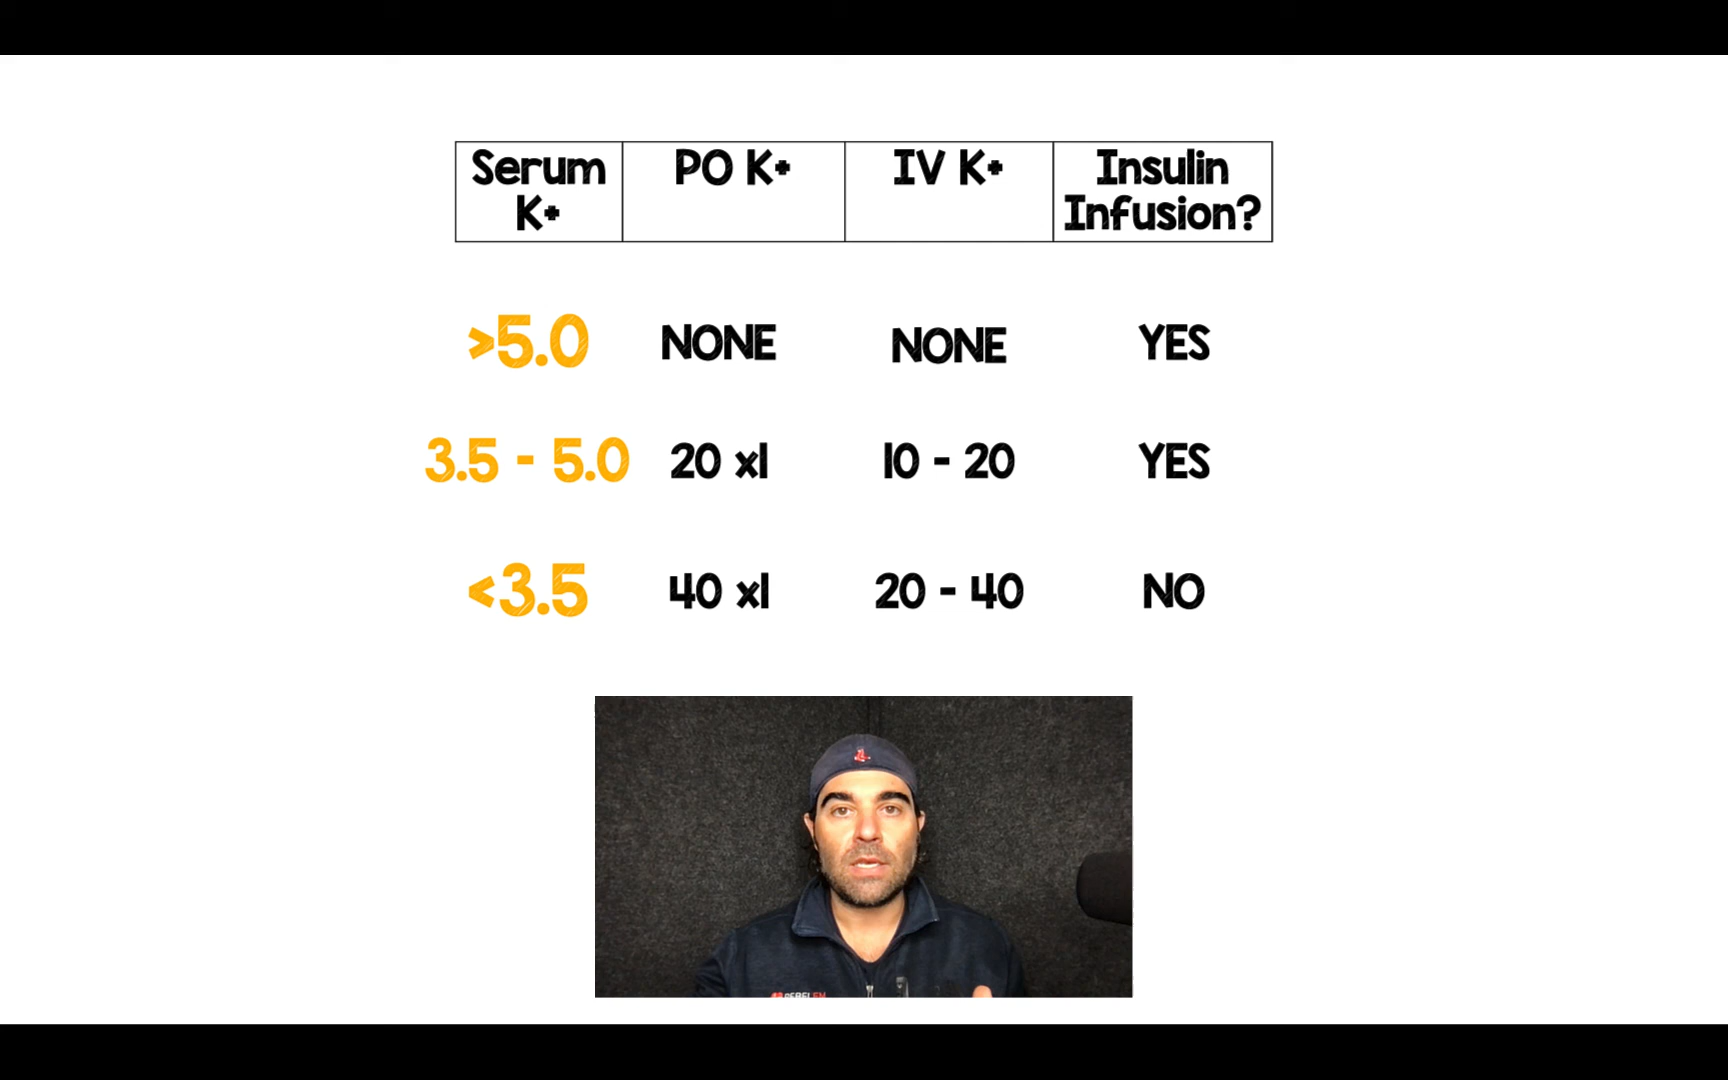 Serum K+
PO K+
IV K+
Insulin Infusion?
>5.0 NONE NONE YES
3.5 - 5.0 20 x1 10 - 20 YES
<3.5 40 x1 20 - 40 NO
REBELEM